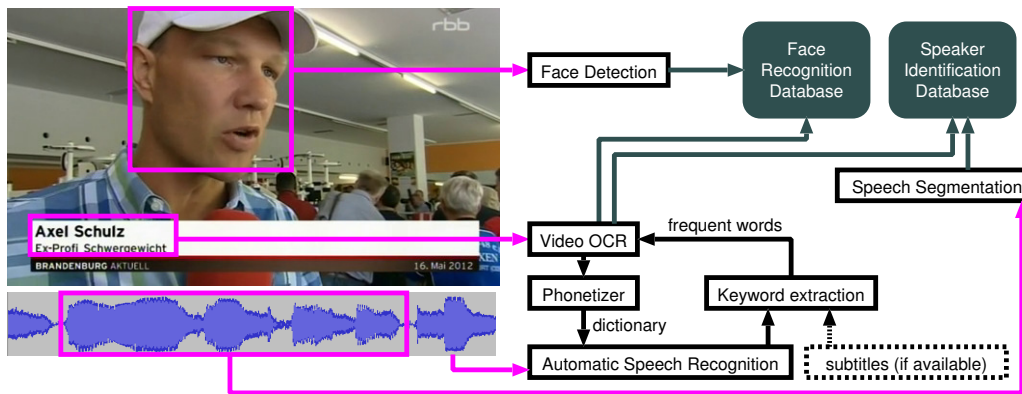 rbb
Axel Schulz
Ex-Profi Schwergewicht
BRANDENBURG AKTUELL
16. Mai 2012
Face Detection
Face
Recognition
Database
Speaker
Identification
Database
Speech Segmentation
frequent words
Video OCR
Phonetizer
Keyword extraction
dictionary
Automatic Speech Recognition
subtitles (if available)